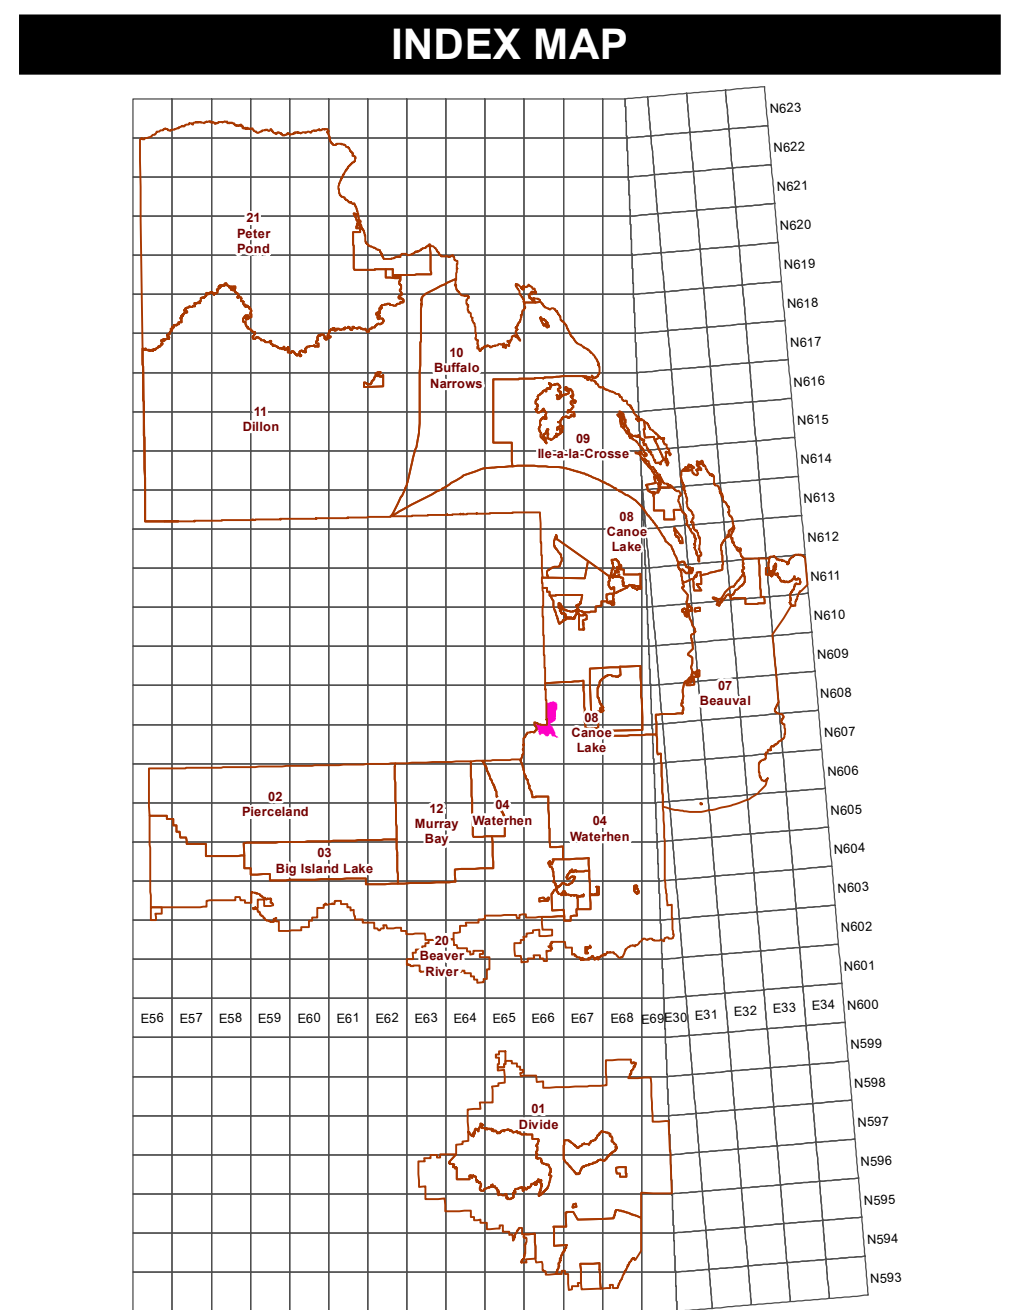 INDEX MAP
N623
N622
N621
N620
21
Peter
Pond
N619
N618
N617
10
Buffalo
Narrows
N616
11
Dillon
N615
09
Ile-a-la-Crosse
N614
N613
08
Canoe
Lake
N612
N611
N610
N609
07
Beauval
N608
08
Canoe
Lake
N607
N606
02
Pierceland
12
Murray
Bay
04
Waterhen
04
Waterhen
N605
03
Big Island Lake
N604
N603
N602
20
Beaver
River
N601
N600
E56 E57 E58 E59 E60 E61 E62 E63 E64 E65 E66 E67 E68 E69 E30 E31 E32 E33 E34
N599
N598
01
Divide
N597
N596
N595
N594
N593